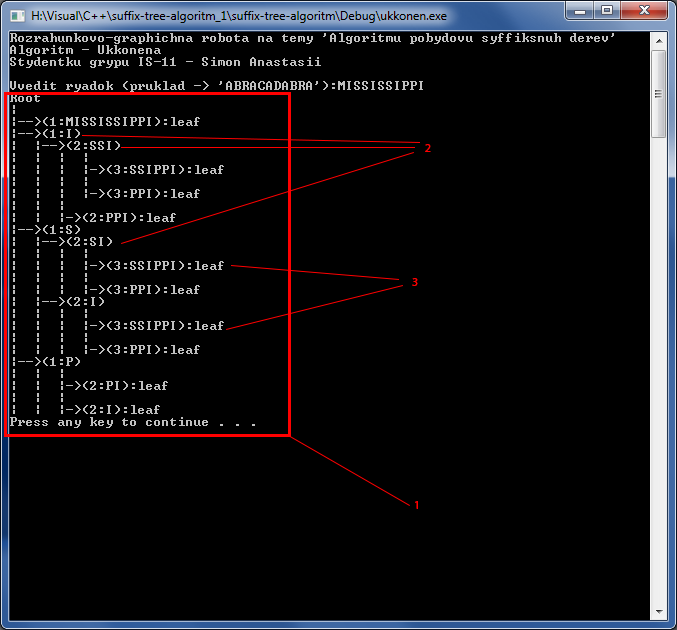 H:\Visual\C++\suffix-tree-algoritm_1\suffix-tree-algoritm\Debug\ukkonen.exe
Rozrahunkovo-graphichna robota na temy 'Algoritmu pobydovu syffiksnuh derev'
Algoritm - Ukkonena
Studentku grypu IS-11 - Simon Anastasii
Vvedit ryadok (pruklad -> 'ABRACADABRA'):MISSISSIPPI
Root
¦
¦-->(1:MISSISSIPPI):leaf
¦-->(1:I)
¦ ¦-->(2:SSI) 2
¦ ¦ ¦ ¦
¦ ¦ ¦ ¦->(3:SSIPPI):leaf
¦ ¦ ¦ ¦
¦ ¦ ¦ ¦->(3:PPI):leaf
¦ ¦ ¦
¦ ¦ ¦->(2:PPI):leaf
¦-->(1:S)
¦ ¦-->(2:SI)
¦ ¦ ¦ ¦
¦ ¦ ¦ ¦->(3:SSIPPI):leaf
¦ ¦ ¦ ¦
¦ ¦ ¦ ¦->(3:PPI):leaf 3
¦ ¦-->(2:I)
¦ ¦ ¦ ¦
¦ ¦ ¦ ¦->(3:SSIPPI):leaf
¦ ¦ ¦ ¦
¦ ¦ ¦ ¦->(3:PPI):leaf
¦-->(1:P)
¦ ¦ ¦
¦ ¦ ¦->(2:PI):leaf
¦ ¦ ¦
¦ ¦ ¦->(2:I):leaf
Press any key to continue . . .
1